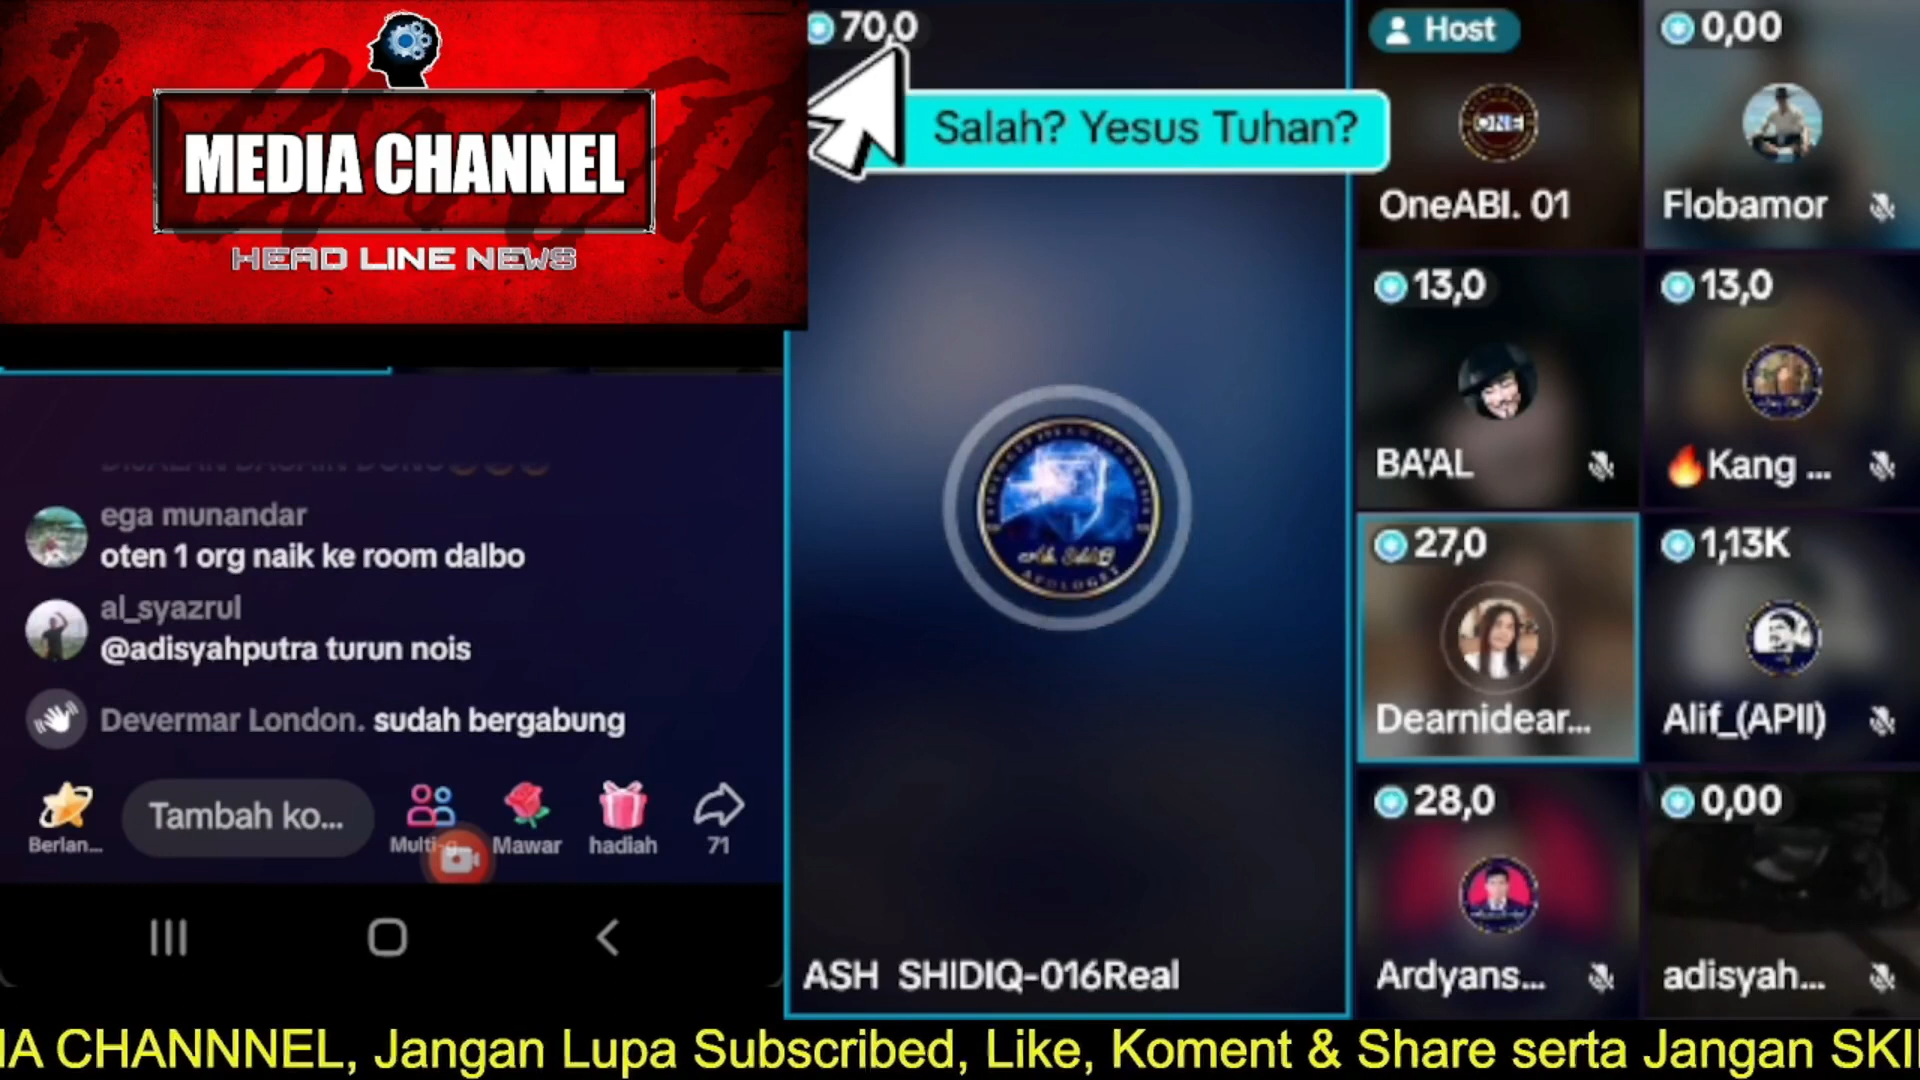 MEDIA CHANNEL
HEAD LINE NEWS
ega munandar
oten 1 org naik ke room dalbo
al_syazrul
@adisyahputra turun nois
Devermar London. sudah bergabung
Berlan...
Tambah ko...
Mawar
hadiah
71
70,0
Salah? Yesus Tuhan?
APOLOGET
ASH SHIDIQ-016Real
Host
ONE
OneABI. 01
0,00
Flobamor
13,0
BA'AL
13,0
Kang ...
27,0
Dearnidear...
1,13K
Alif_(APII)
28,0
Ardyans...
0,00
adisyah...
IA CHANNNEL, Jangan Lupa Subscribed, Like, Koment & Share serta Jangan SKI